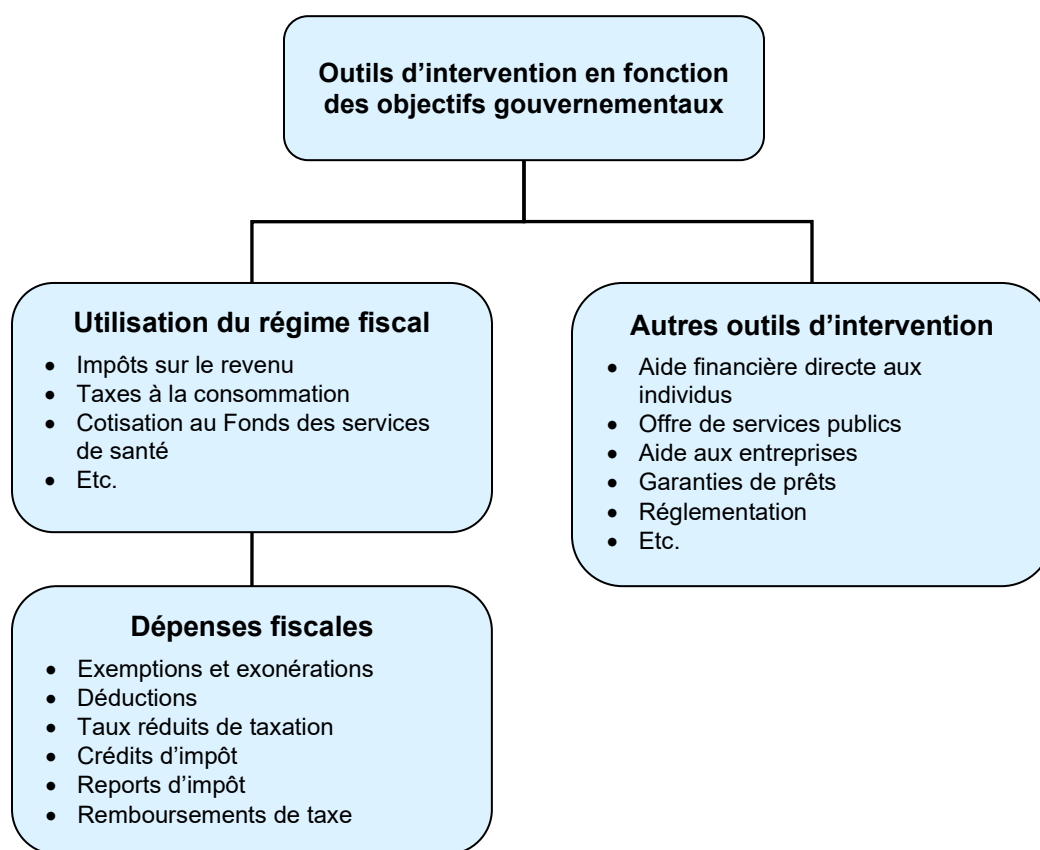 Outils d’intervention en fonction
des objectifs gouvernementaux
Utilisation du régime fiscal
• Impôts sur le revenu
• Taxes à la consommation
• Cotisation au Fonds des services
de santé
• Etc.
Autres outils d’intervention
• Aide financière directe aux
individus
• Offre de services publics
• Aide aux entreprises
• Garanties de prêts
• Réglementation
• Etc.
Dépenses fiscales
• Exemptions et exonérations
• Déductions
• Taux réduits de taxation
• Crédits d’impôt
• Reports d’impôt
• Remboursements de taxe